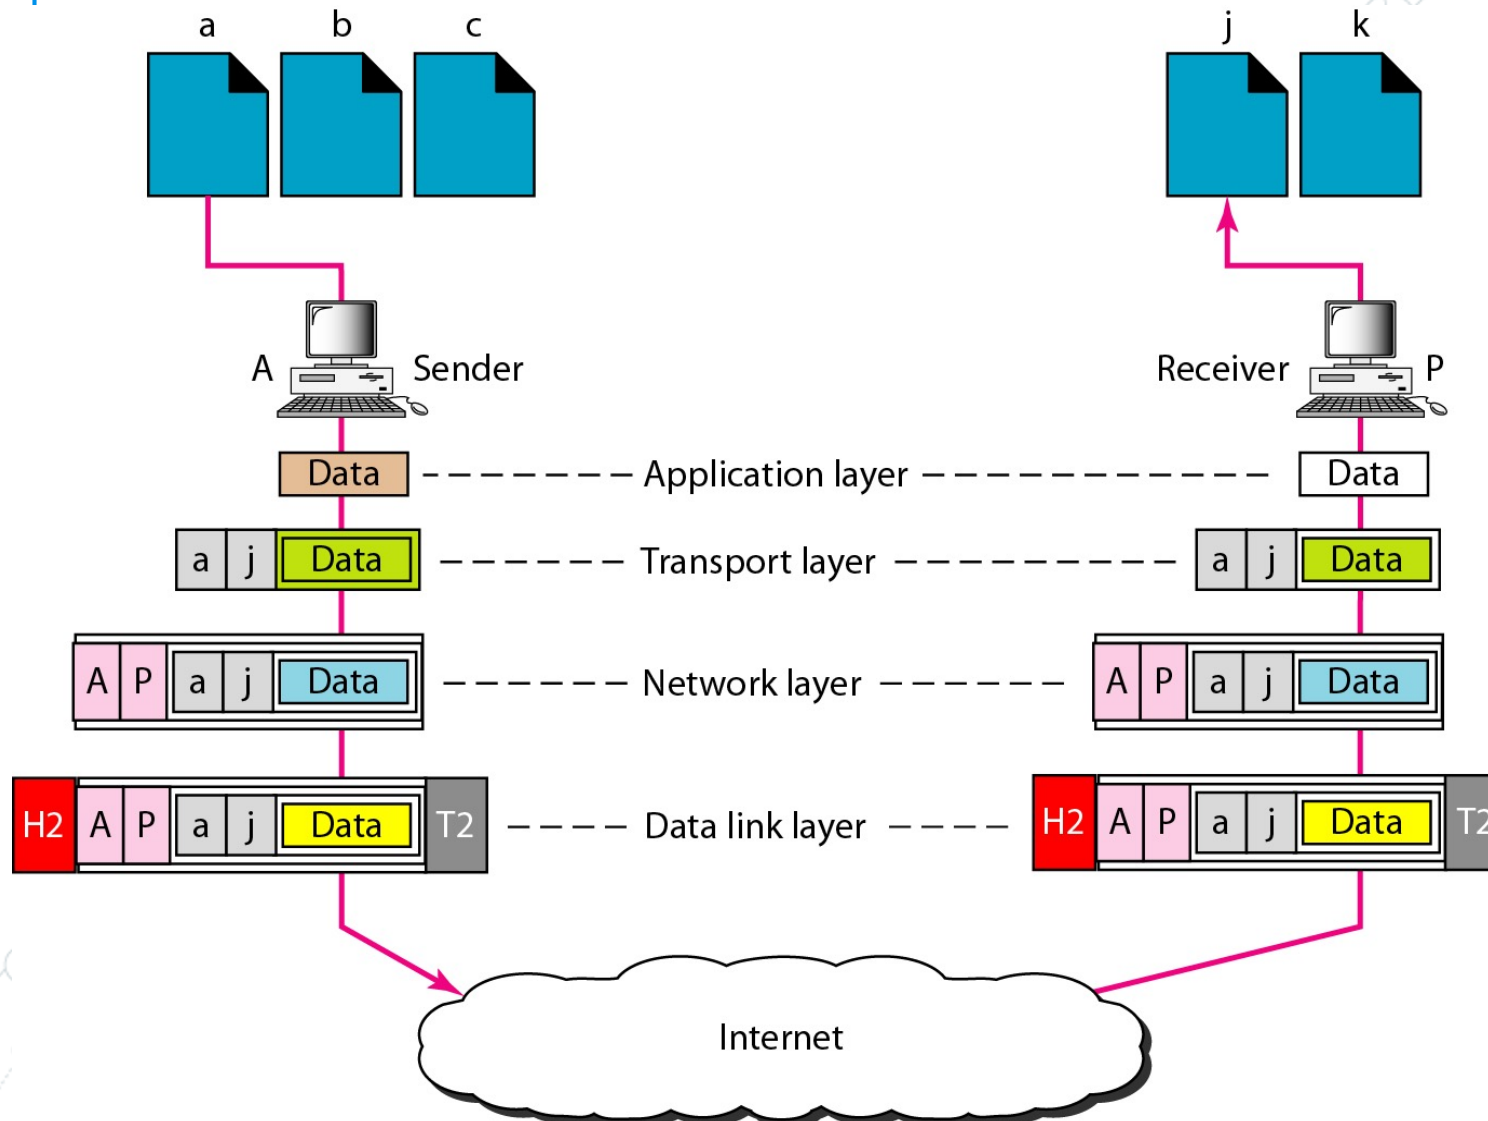 a b c j k
A Sender Receiver P
Data Application layer Data
a j Data Transport layer a j Data
A P a j Data Network layer A P a j Data
H2 A P a j Data T2 Data link layer H2 A P a j Data T2
Internet